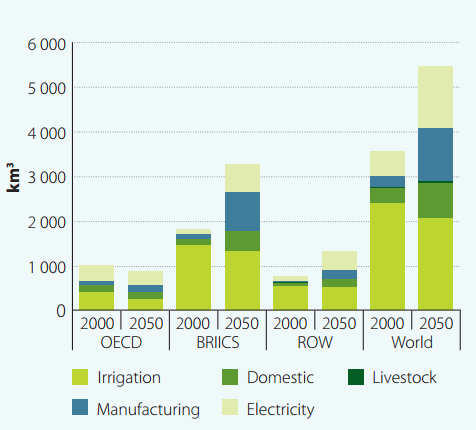 6 000
5 000
4 000
3 000
2 000
1 000
0
km³
2000 2050 2000 2050 2000 2050 2000 2050
OECD BRIICS ROW World
Irrigation Domestic Livestock
Manufacturing Electricity